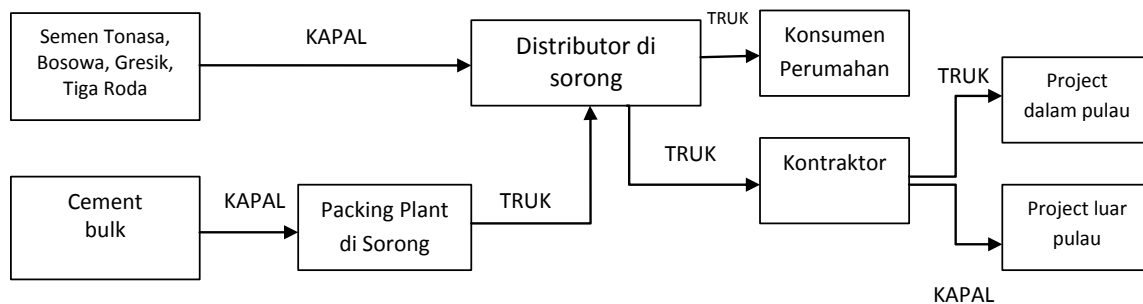 Semen Tonasa,
Bosowa, Gresik,
Tiga Roda
KAPAL
Distributor di
sorong
TRUK
Konsumen
Perumahan
TRUK
Project
dalam pulau
TRUK
Kontraktor
Cement
bulk
KAPAL
Packing Plant
di Sorong
TRUK
Project luar
pulau
KAPAL